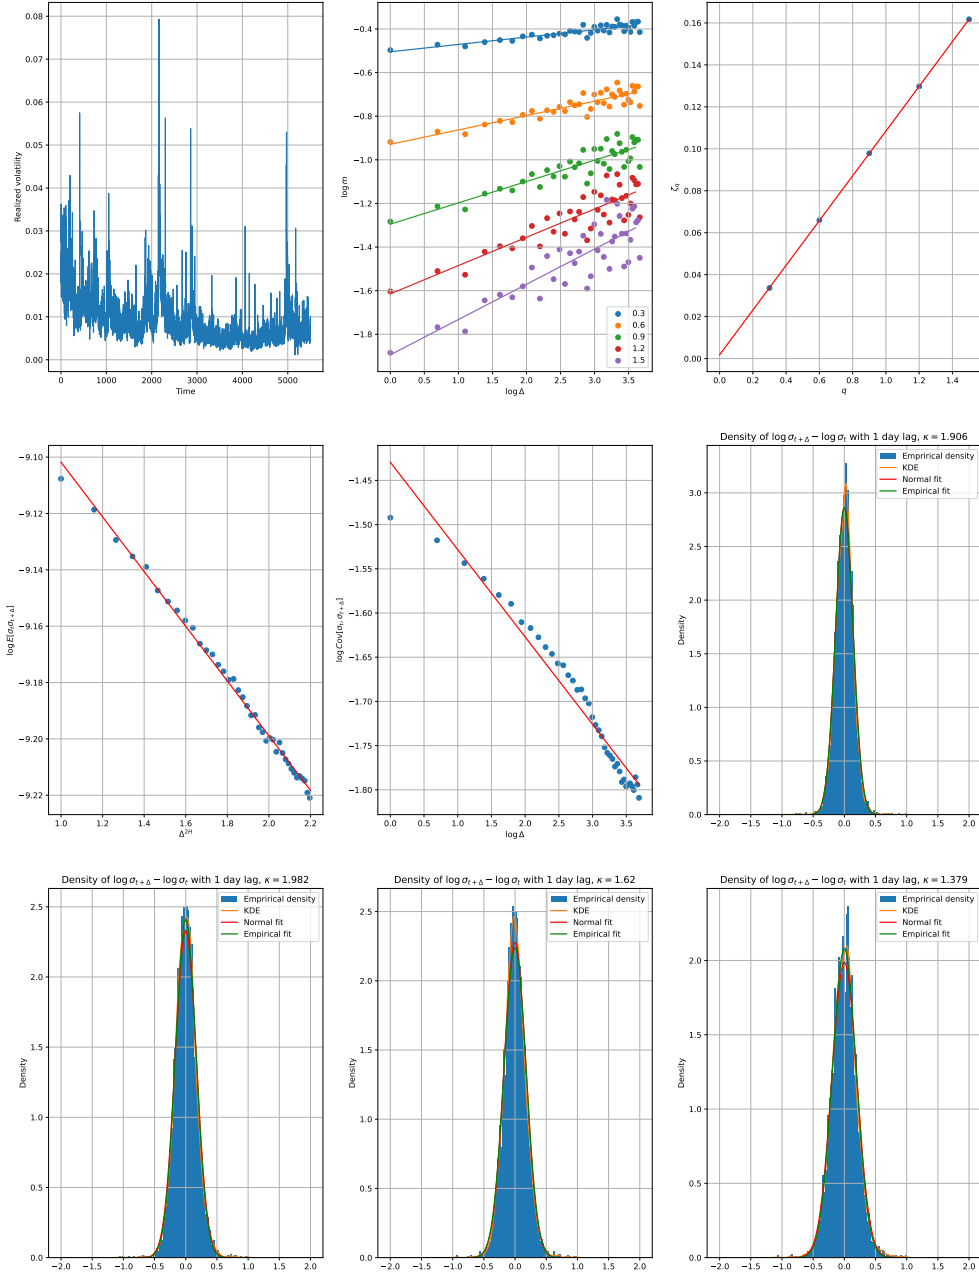 0.08
0.07
0.06
0.05
0.04
0.03
0.02
0.01
0.00
Realized volatility
0 1000 2000 3000 4000 5000
Time
−0.4
−0.6
−0.8
−1.0
−1.2
−1.4
−1.6
−1.8
log m
0.3
0.6
0.9
1.2
1.5
0.0 0.5 1.0 1.5 2.0 2.5 3.0 3.5
log Δ
0.16
0.14
0.12
0.10
0.08
0.06
0.04
0.02
0.00
ζq
0.0 0.2 0.4 0.6 0.8 1.0 1.2 1.4
q
−9.10
−9.12
−9.14
−9.16
−9.18
−9.20
−9.22
log E[σtσt+Δ]
1.0 1.2 1.4 1.6 1.8 2.0 2.2
Δ^2H
−1.45
−1.50
−1.55
−1.60
−1.65
−1.70
−1.75
−1.80
log Cov[σt, σt+Δ]
0.0 0.5 1.0 1.5 2.0 2.5 3.0 3.5
log Δ
Density of log σt+Δ − log σt with 1 day lag, κ = 1.906
Emprirical density
KDE
Normal fit
Empirical fit
3.0
2.5
2.0
1.5
1.0
0.5
0.0
Density
−2.0 −1.5 −1.0 −0.5 0.0 0.5 1.0 1.5 2.0
Density of log σt+Δ − log σt with 1 day lag, κ = 1.982
Emprirical density
KDE
Normal fit
Empirical fit
2.5
2.0
1.5
1.0
0.5
0.0
Density
−2.0 −1.5 −1.0 −0.5 0.0 0.5 1.0 1.5 2.0
Density of log σt+Δ − log σt with 1 day lag, κ = 1.62
Emprirical density
KDE
Normal fit
Empirical fit
2.5
2.0
1.5
1.0
0.5
0.0
Density
−2.0 −1.5 −1.0 −0.5 0.0 0.5 1.0 1.5 2.0
Density of log σt+Δ − log σt with 1 day lag, κ = 1.379
Emprirical density
KDE
Normal fit
Empirical fit
2.0
1.5
1.0
0.5
0.0
Density
−2.0 −1.5 −1.0 −0.5 0.0 0.5 1.0 1.5 2.0